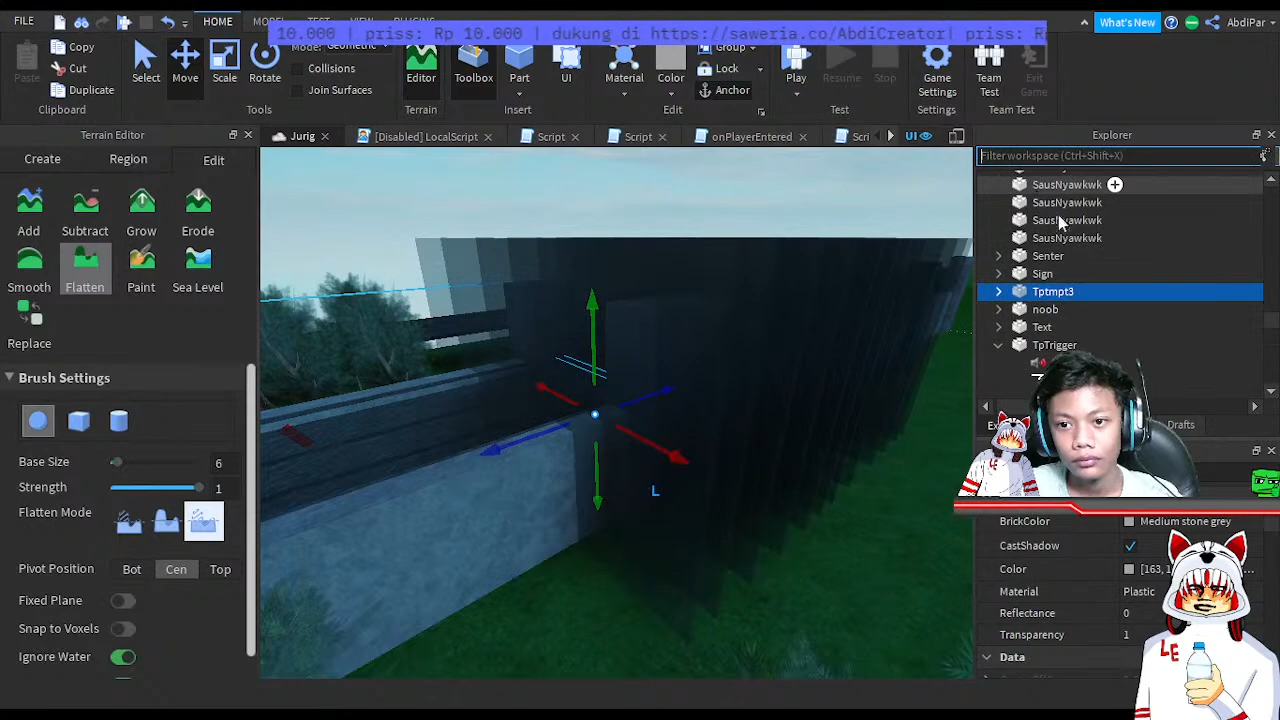 FILE
HOME
What's New
AbdiPar
10.000 | priss: Rp 10.000 | dukung di https://saweria.co/AbdiCreator| priss: R
Paste
Copy
Cut
Duplicate
Clipboard
Select
Move
Scale
Rotate
Mode:
Collisions
Join Surfaces
Tools
Editor
Terrain
Toolbox
Part
UI
Insert
Material
Color
Group
Lock
Anchor
Edit
Play
Resume
Stop
Test
Game
Settings
Settings
Team
Test
Exit
Game
Team Test
Terrain Editor
Jurig
[Disabled] LocalScript
Script
Script
onPlayerEntered
Scri
UI
Explorer
Create
Region
Edit
Filter workspace (Ctrl+Shift+X)
Add
Subtract
Grow
Erode
Smooth
Flatten
Paint
Sea Level
Replace
SausNyawkwk
SausNyawkwk
SausNyawkwk
SausNyawkwk
Senter
Sign
Tptmpt3
noob
Text
TpTrigger
Ex
Drafts
Brush Settings
Base Size
6
Strength
1
Flatten Mode
Pivot Position
Bot
Cen
Top
Fixed Plane
Snap to Voxels
Ignore Water
L
BrickColor
Medium stone grey
CastShadow
Color
[163, 1
Material
Plastic
Reflectance
0
Transparency
1
Data
LE
LE